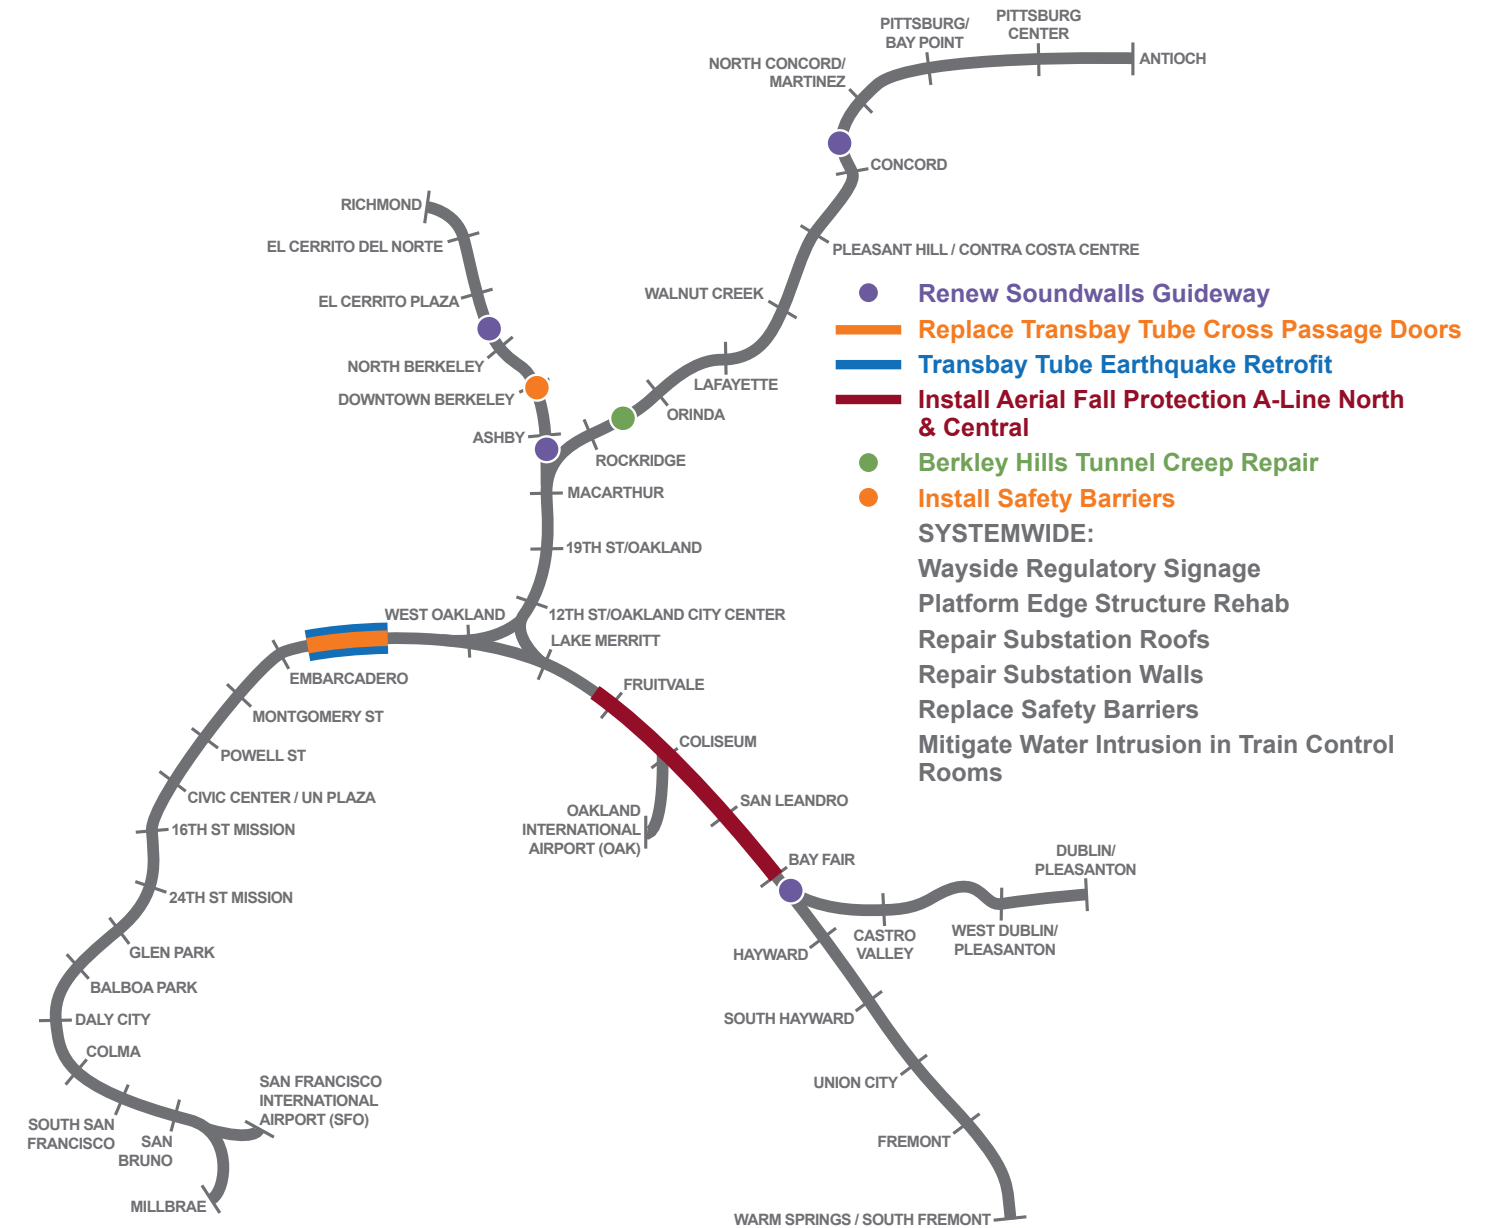 PITTSBURG/
BAY POINT
PITTSBURG
CENTER
ANTIOCH
NORTH CONCORD/
MARTINEZ
CONCORD
PLEASANT HILL / CONTRA COSTA CENTRE
WALNUT CREEK
LAFAYETTE
ORINDA
ROCKRIDGE
RICHMOND
EL CERRITO DEL NORTE
EL CERRITO PLAZA
NORTH BERKELEY
DOWNTOWN BERKELEY
ASHBY
MACARTHUR
19TH ST/OAKLAND
12TH ST/OAKLAND CITY CENTER
WEST OAKLAND
LAKE MERRITT
FRUITVALE
COLISEUM
OAKLAND
INTERNATIONAL
AIRPORT (OAK)
SAN LEANDRO
BAY FAIR
CASTRO
VALLEY
WEST DUBLIN/
PLEASANTON
DUBLIN/
PLEASANTON
HAYWARD
SOUTH HAYWARD
UNION CITY
FREMONT
WARM SPRINGS / SOUTH FREMONT
EMBARCADERO
MONTGOMERY ST
POWELL ST
CIVIC CENTER / UN PLAZA
16TH ST MISSION
24TH ST MISSION
GLEN PARK
BALBOA PARK
DALY CITY
COLMA
SOUTH SAN
FRANCISCO
SAN
BRUNO
SAN FRANCISCO
INTERNATIONAL
AIRPORT (SFO)
MILLBRAE
Renew Soundwalls Guideway
Replace Transbay Tube Cross Passage Doors
Transbay Tube Earthquake Retrofit
Install Aerial Fall Protection A-Line North
& Central
Berkley Hills Tunnel Creep Repair
Install Safety Barriers
SYSTEMWIDE:
Wayside Regulatory Signage
Platform Edge Structure Rehab
Repair Substation Roofs
Repair Substation Walls
Replace Safety Barriers
Mitigate Water Intrusion in Train Control
Rooms